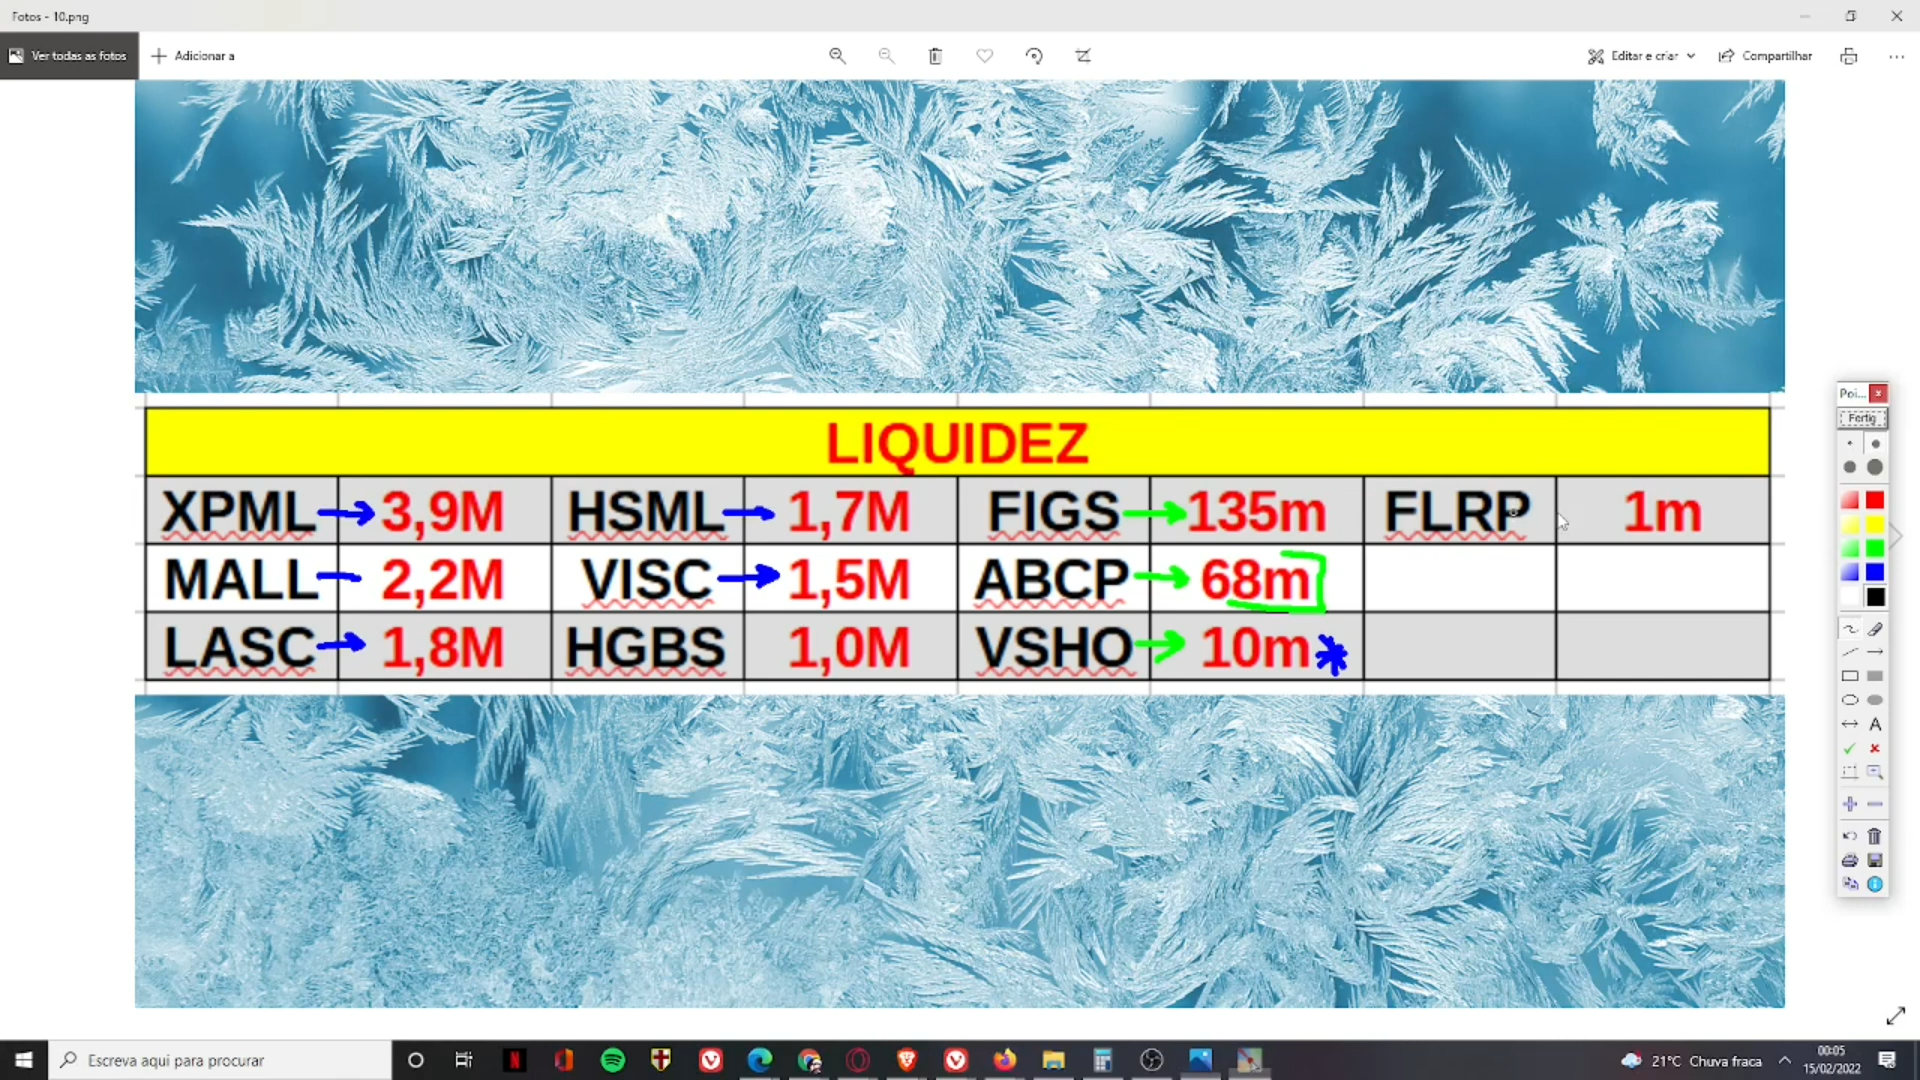 Fotos - 10.png
Ver todas as fotos
Adicionar a
Editar e criar
Compartilhar
LIQUIDEZ
XPML 3,9M HSML 1,7M FIGS 135m FLRP 1m
MALL 2,2M VISC 1,5M ABCP 68m
LASC 1,8M HGBS 1,0M VSHO 10m
Poi...
Fertig
A
Escreva aqui para procurar
21°C Chuva fraca
00:05
15/02/2022